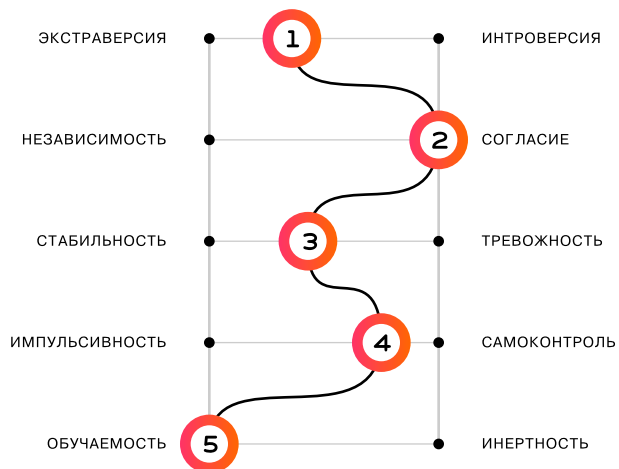 ЭКСТРАВЕРСИЯ 1 ИНТРОВЕРСИЯ
НЕЗАВИСИМОСТЬ 2 СОГЛАСИЕ
СТАБИЛЬНОСТЬ 3 ТРЕВОЖНОСТЬ
ИМПУЛЬСИВНОСТЬ 4 САМОКОНТРОЛЬ
ОБУЧАЕМОСТЬ 5 ИНЕРТНОСТЬ